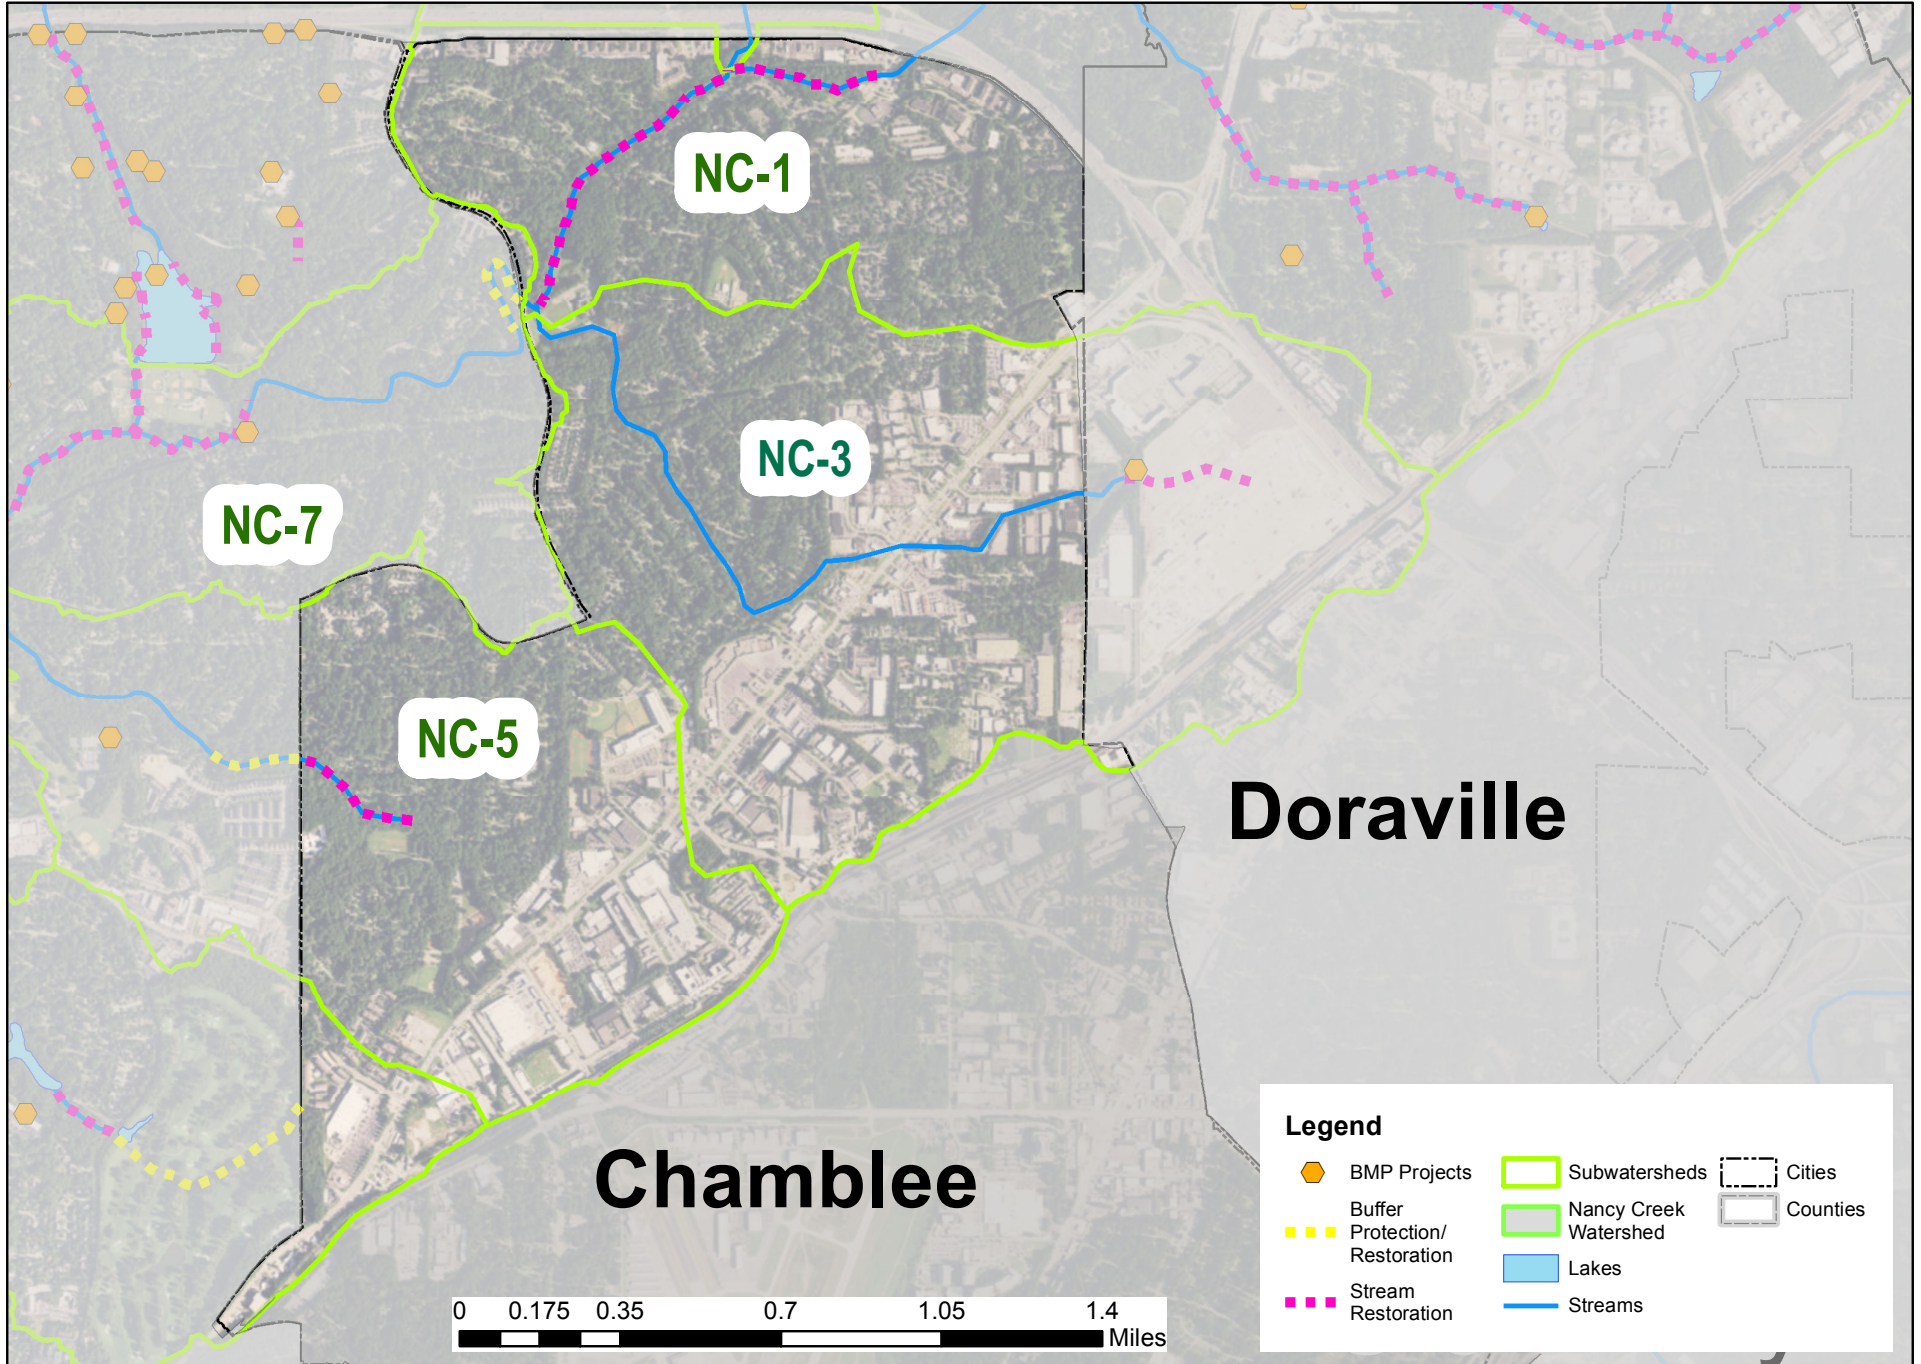 NC-1
NC-3
NC-7
NC-5
Doraville
Chamblee
Legend
BMP Projects
Buffer
Protection/
Restoration
Stream
Restoration
Subwatersheds
Nancy Creek
Watershed
Lakes
Streams
Cities
Counties
0 0.175 0.35 0.7 1.05 1.4
Miles